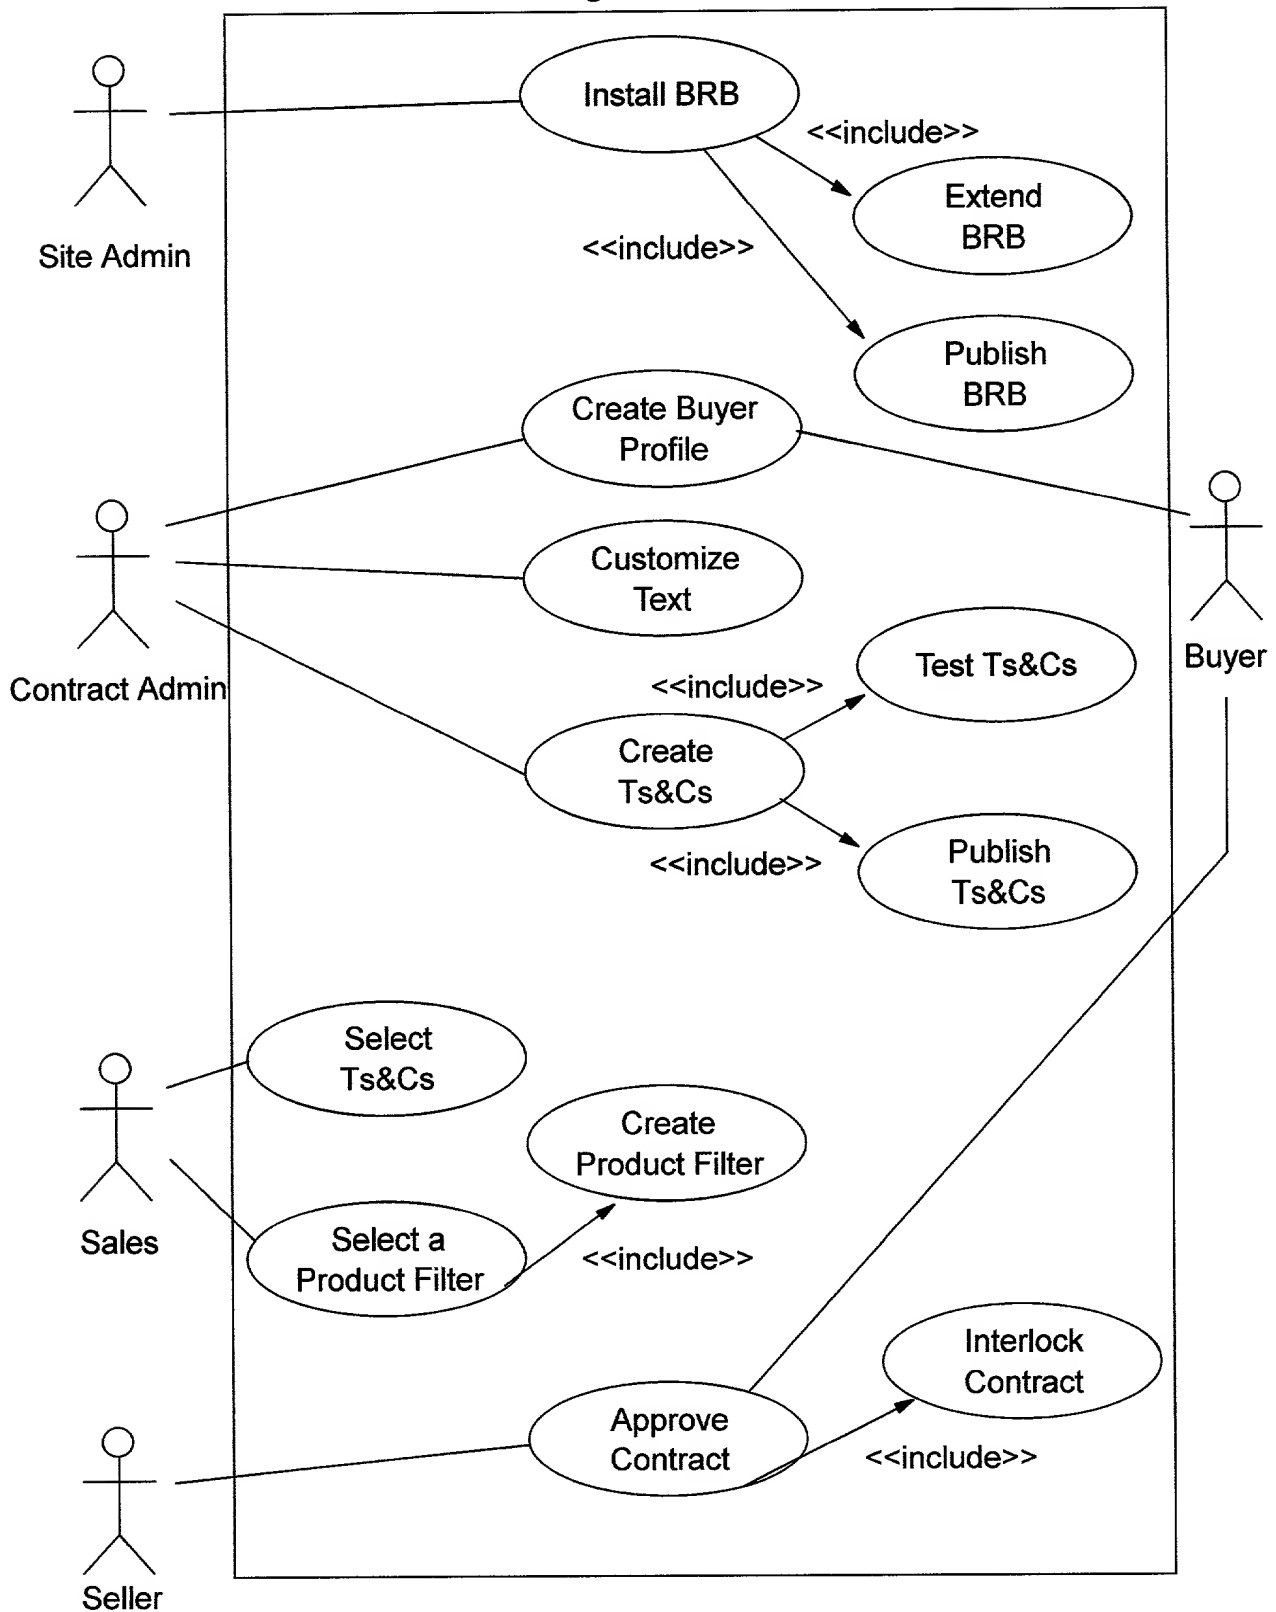 Install BRB
<<include>>
Extend
BRB
<<include>>
Site Admin
Publish
BRB
Create Buyer
Profile
Customize
Text
Buyer
Test Ts&Cs
Contract Admin
<<include>>
Create
Ts&Cs
<<include>>
Publish
Ts&Cs
Select
Ts&Cs
Create
Product Filter
Sales
Select a
Product Filter
<<include>>
Interlock
Contract
Approve
Contract
<<include>>
Seller